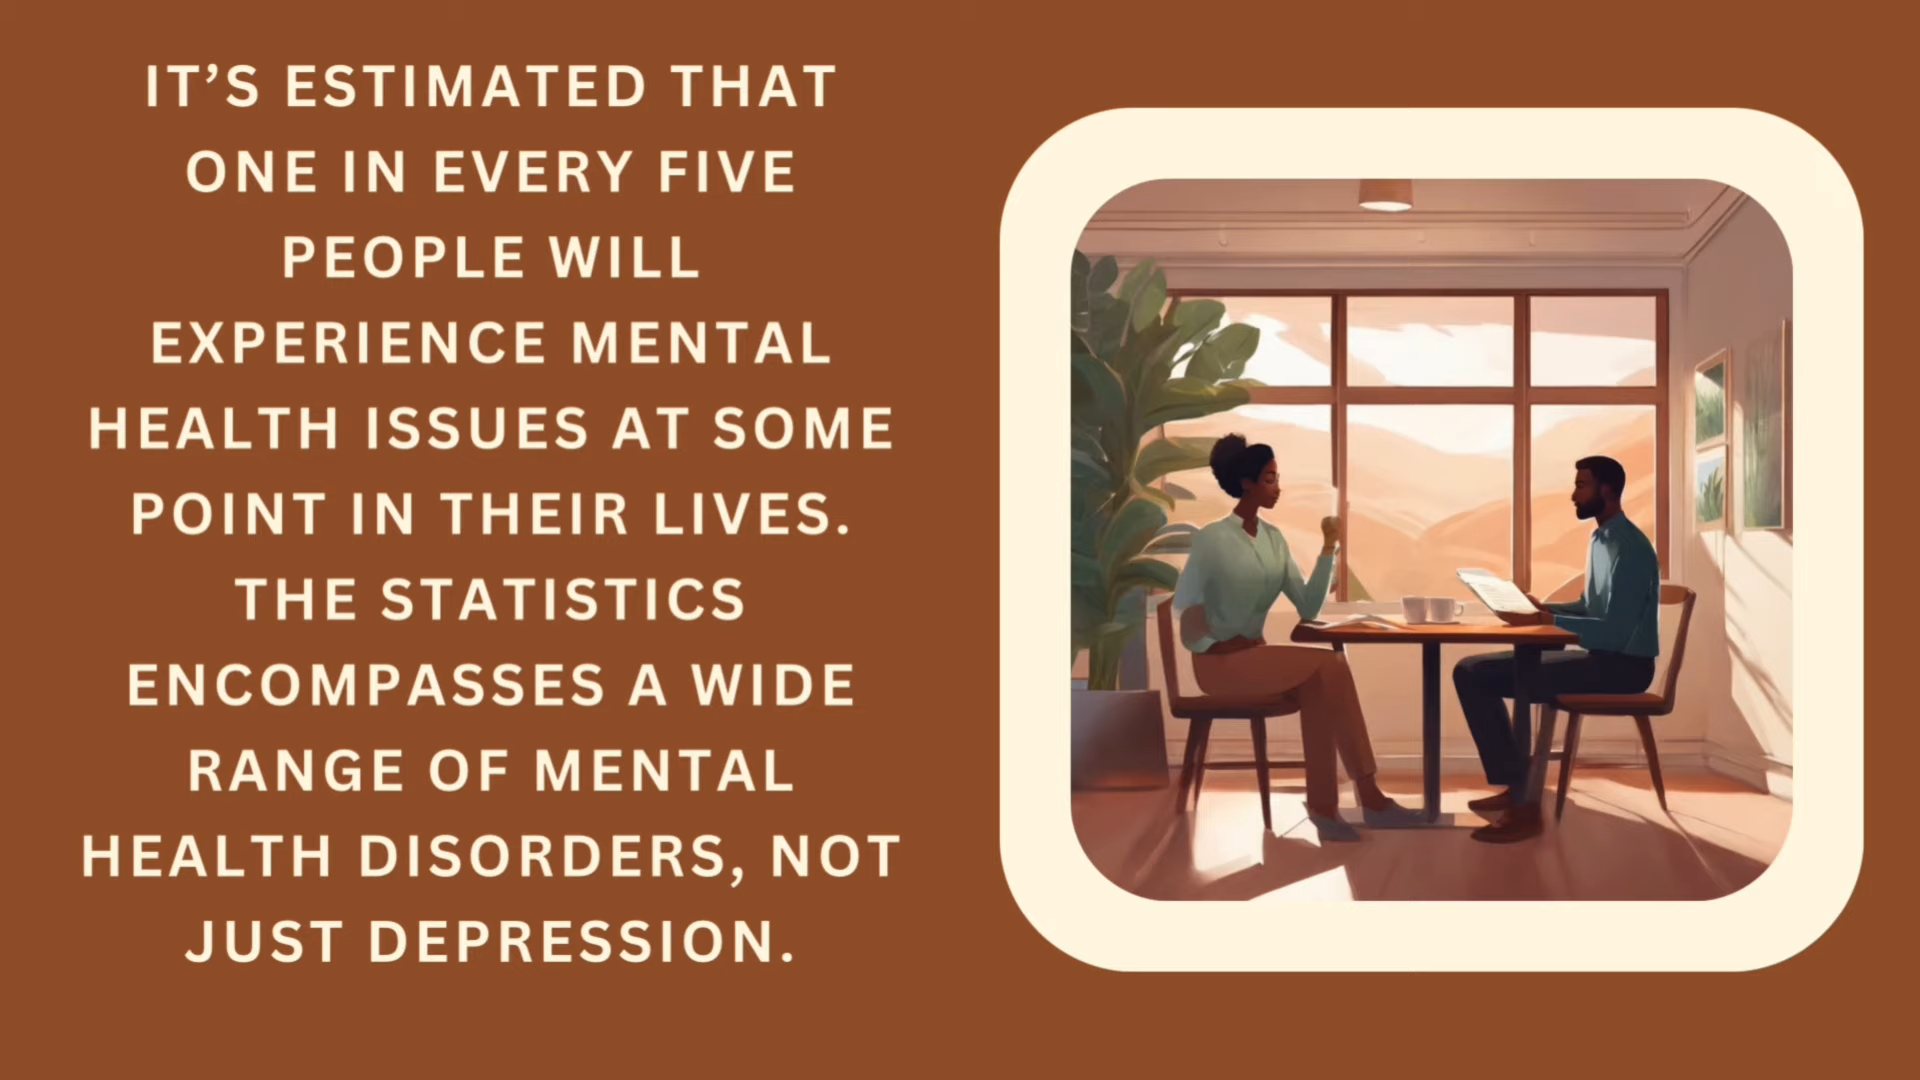 IT’S ESTIMATED THAT
ONE IN EVERY FIVE
PEOPLE WILL
EXPERIENCE MENTAL
HEALTH ISSUES AT SOME
POINT IN THEIR LIVES.
THE STATISTICS
ENCOMPASSES A WIDE
RANGE OF MENTAL
HEALTH DISORDERS, NOT
JUST DEPRESSION.